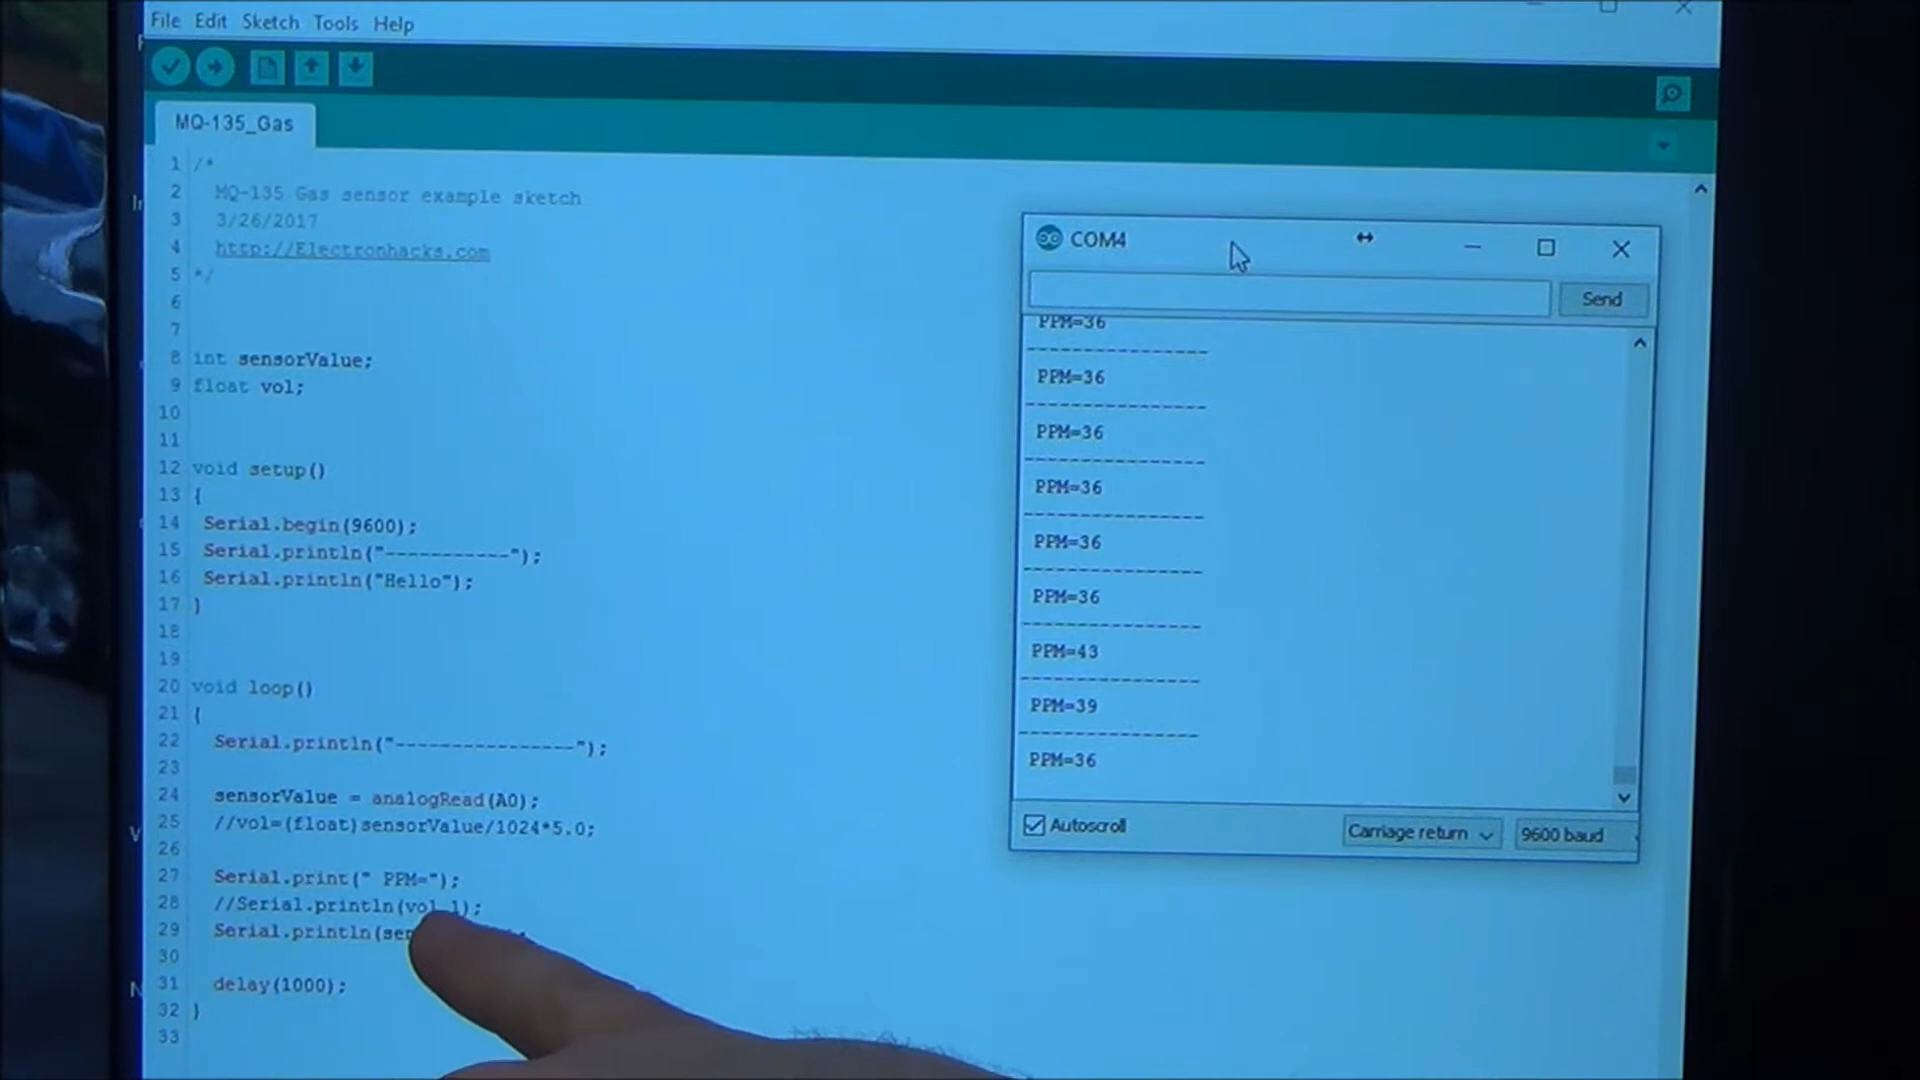 File Edit Sketch Tools Help
MQ-135_Gas
1 /*
2 MQ-135 Gas sensor example sketch
3 3/26/2017
4 http://Electronhacks.com
5 */
6
7
8 int sensorValue;
9 float vol;
10
11
12 void setup()
13 {
14 Serial.begin(9600);
15 Serial.println("-----------");
16 Serial.println("Hello");
17 }
18
19
20 void loop()
21 {
22 Serial.println("----------------");
23
24 sensorValue = analogRead(A0);
25 //vol=(float)sensorValue/1024*5.0;
26
27 Serial.print(" PPM=");
28 //Serial.println(vol,1);
29 Serial.println(
30
31 delay(1000);
32 }
33
COM4
Send
PPM=36
----------------
PPM=36
----------------
PPM=36
----------------
PPM=36
----------------
PPM=36
----------------
PPM=36
----------------
PPM=43
----------------
PPM=39
----------------
PPM=36
Autoscroll
Carriage return
9600 baud